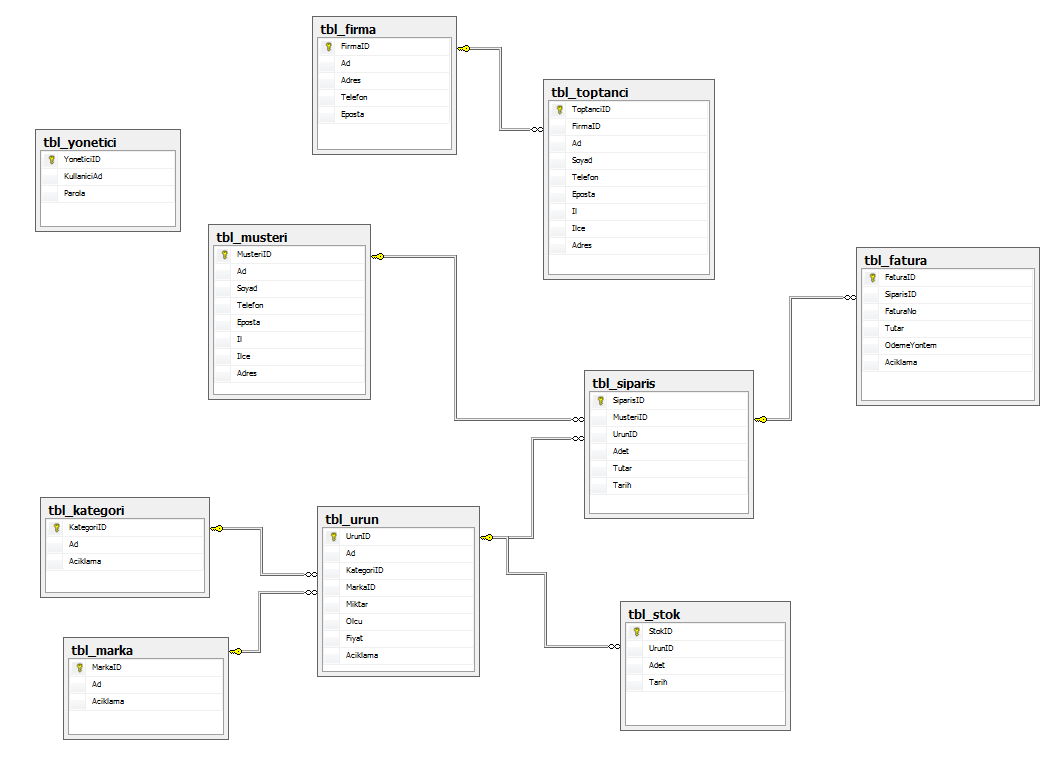 tbl_firma
FirmaID
Ad
Adres
Telefon
Eposta
tbl_toptanci
ToptanciID
FirmaID
Ad
Soyad
Telefon
Eposta
Il
Ilce
Adres
tbl_yonetici
YoneticiID
KullaniciAd
Parola
tbl_musteri
MusteriID
Ad
Soyad
Telefon
Eposta
Il
Ilce
Adres
tbl_fatura
FaturaID
SiparisID
FaturaNo
Tutar
OdemeYontem
Aciklama
tbl_siparis
SiparisID
MusteriID
UrunID
Adet
Tutar
Tarih
tbl_kategori
KategoriID
Ad
Aciklama
tbl_urun
UrunID
Ad
KategoriID
MarkaID
Miktar
Olcu
Fiyat
Aciklama
tbl_stok
StokID
UrunID
Adet
Tarih
tbl_marka
MarkaID
Ad
Aciklama